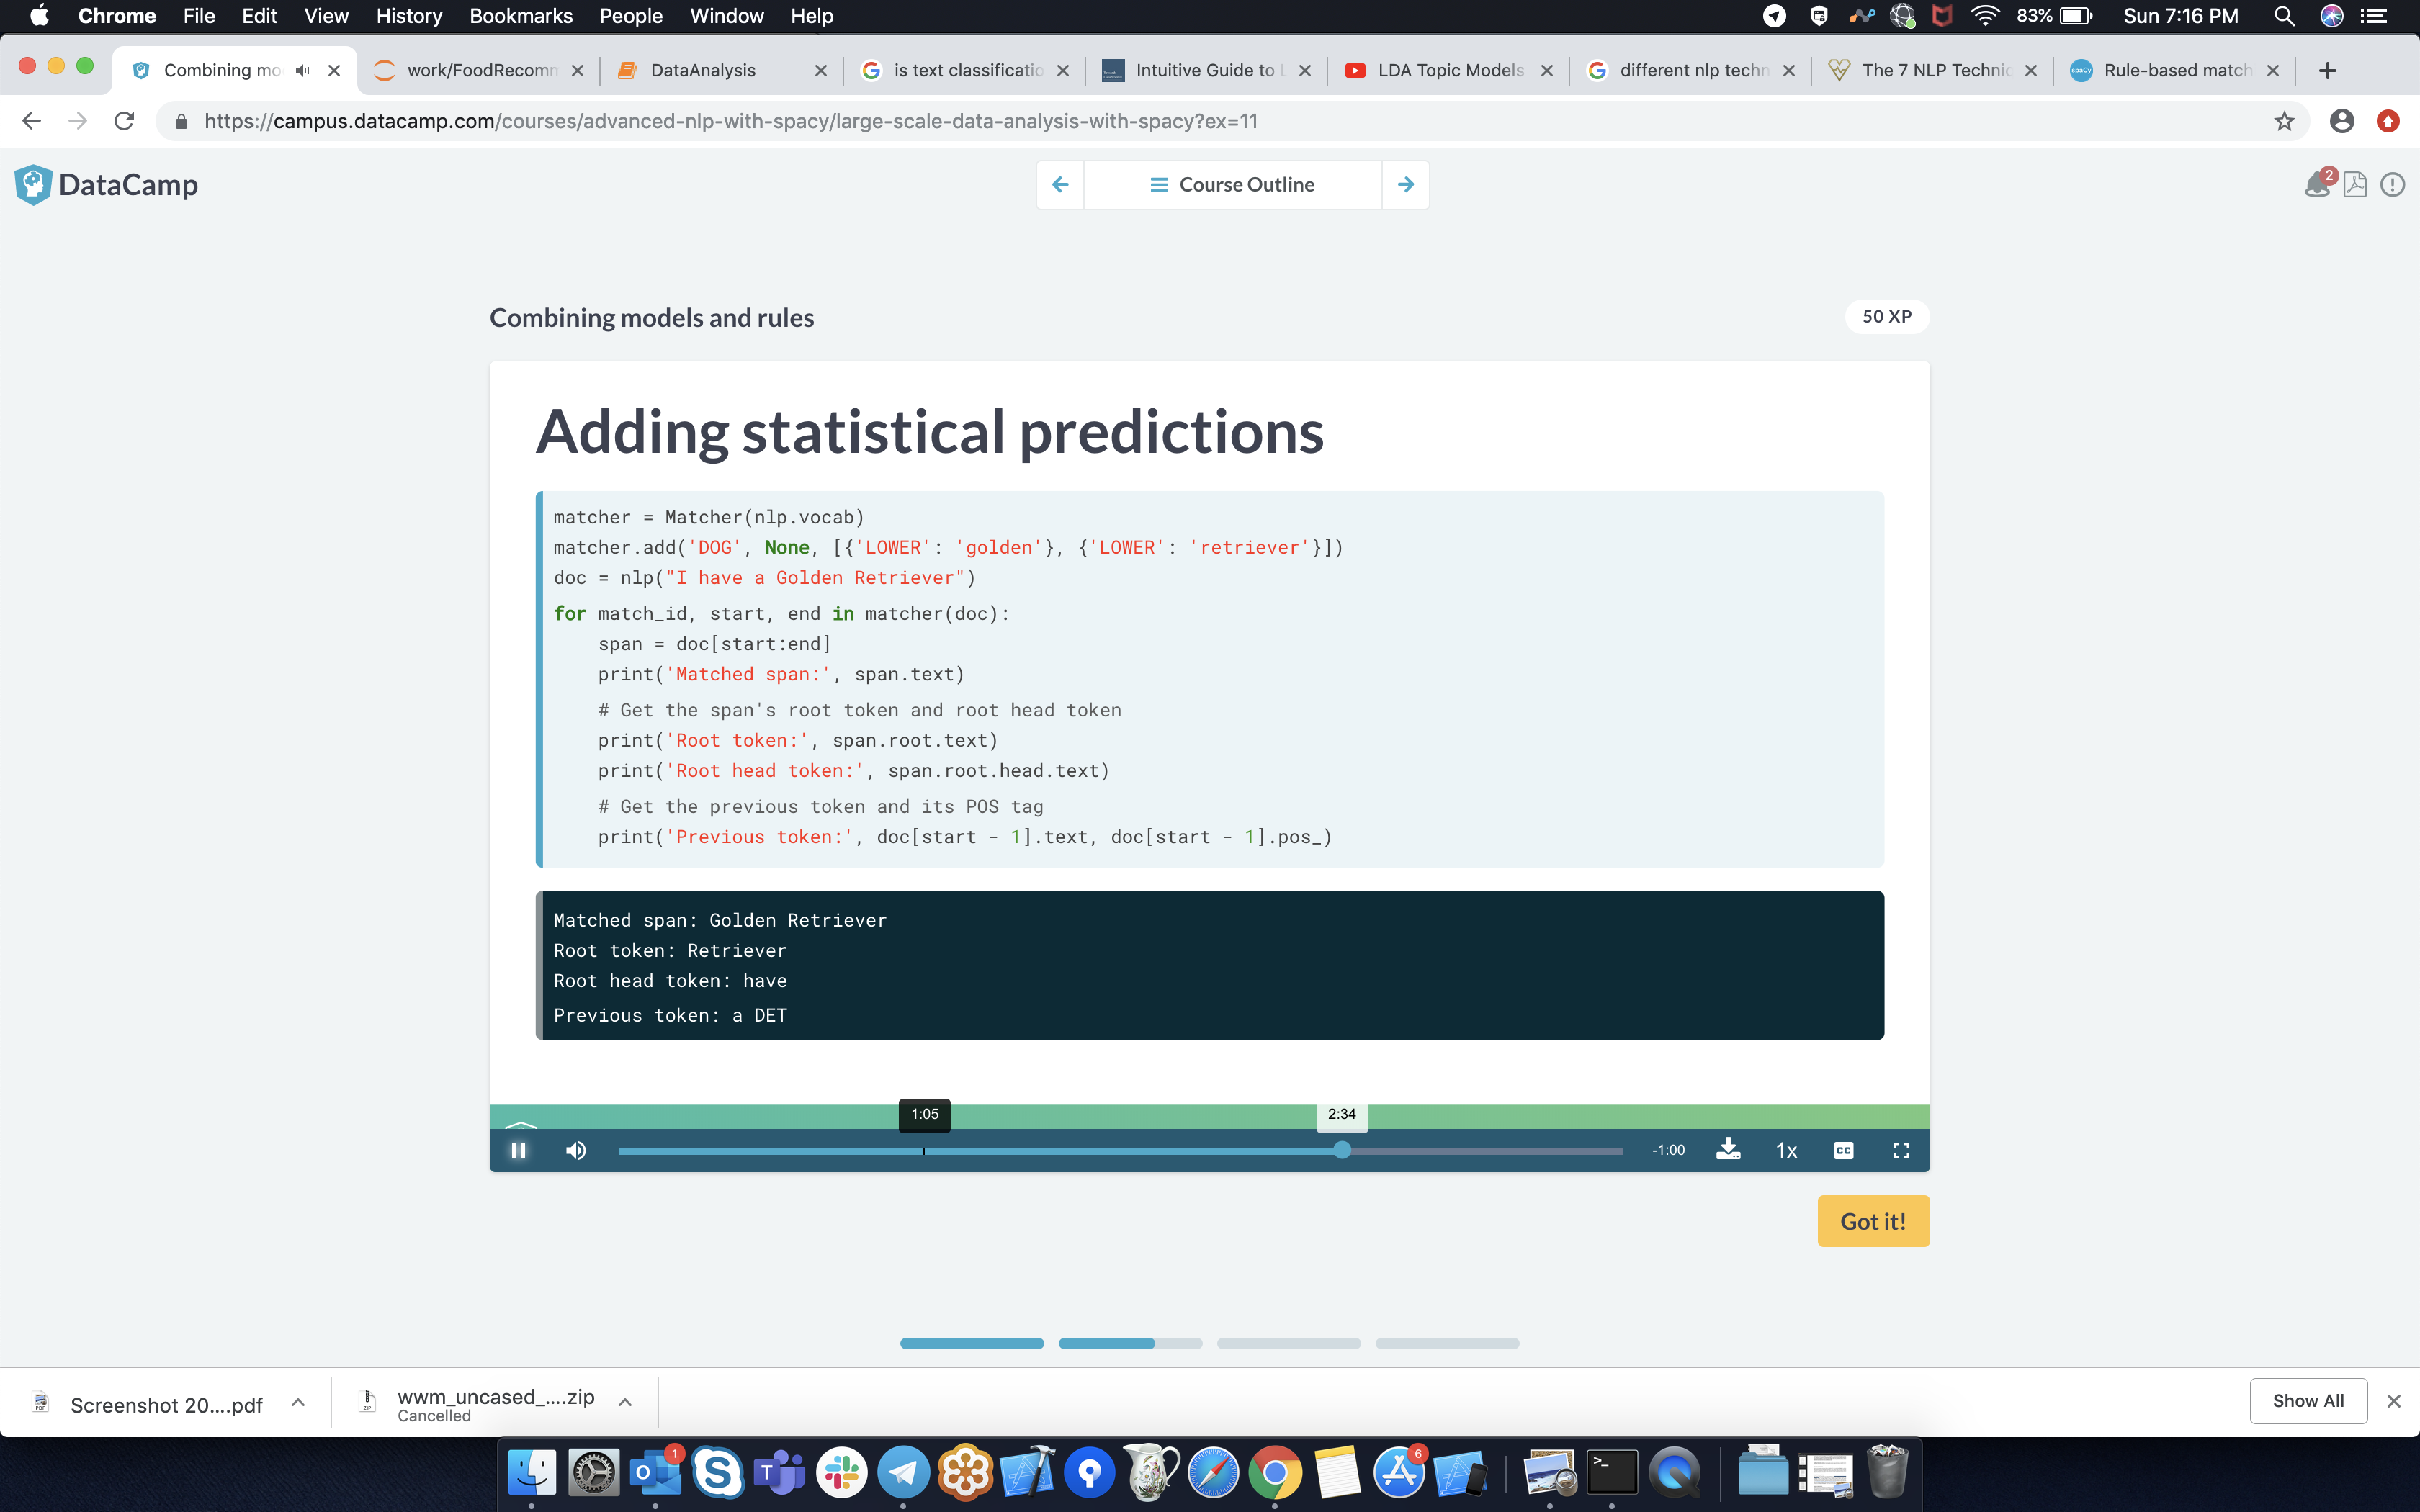 Chrome File Edit View History Bookmarks People Window Help 83% Sun 7:16 PM
Combining mo work/FoodRecomm DataAnalysis is text classificatio Intuitive Guide to L LDA Topic Models different nlp techn The 7 NLP Technic spaCy Rule-based match
https://campus.datacamp.com/courses/advanced-nlp-with-spacy/large-scale-data-analysis-with-spacy?ex=11
DataCamp Course Outline 2
Combining models and rules 50 XP
Adding statistical predictions
matcher = Matcher(nlp.vocab)
matcher.add('DOG', None, [{'LOWER': 'golden'}, {'LOWER': 'retriever'}])
doc = nlp("I have a Golden Retriever")
for match_id, start, end in matcher(doc):
span = doc[start:end]
print('Matched span:', span.text)
# Get the span's root token and root head token
print('Root token:', span.root.text)
print('Root head token:', span.root.head.text)
# Get the previous token and its POS tag
print('Previous token:', doc[start - 1].text, doc[start - 1].pos_)
Matched span: Golden Retriever
Root token: Retriever
Root head token: have
Previous token: a DET
1:05 2:34
-1:00 1x CC
Got it!
Screenshot 20....pdf wwm_uncased_....zip Show All
Cancelled
1 6